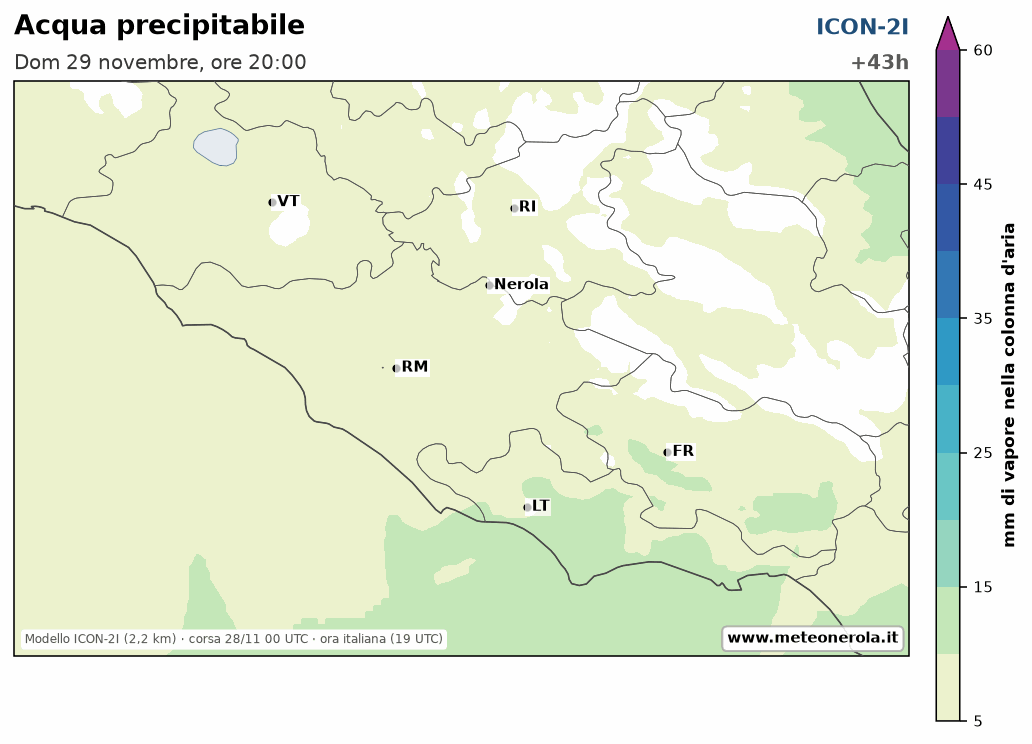 Acqua precipitabile
ICON-2I
Dom 29 novembre, ore 20:00
+43h
60
45
35
25
15
5
mm di vapore nella colonna d'aria
VT
RI
Nerola
RM
FR
LT
Modello ICON-2I (2,2 km) · corsa 28/11 00 UTC · ora italiana (19 UTC)
www.meteonerola.it